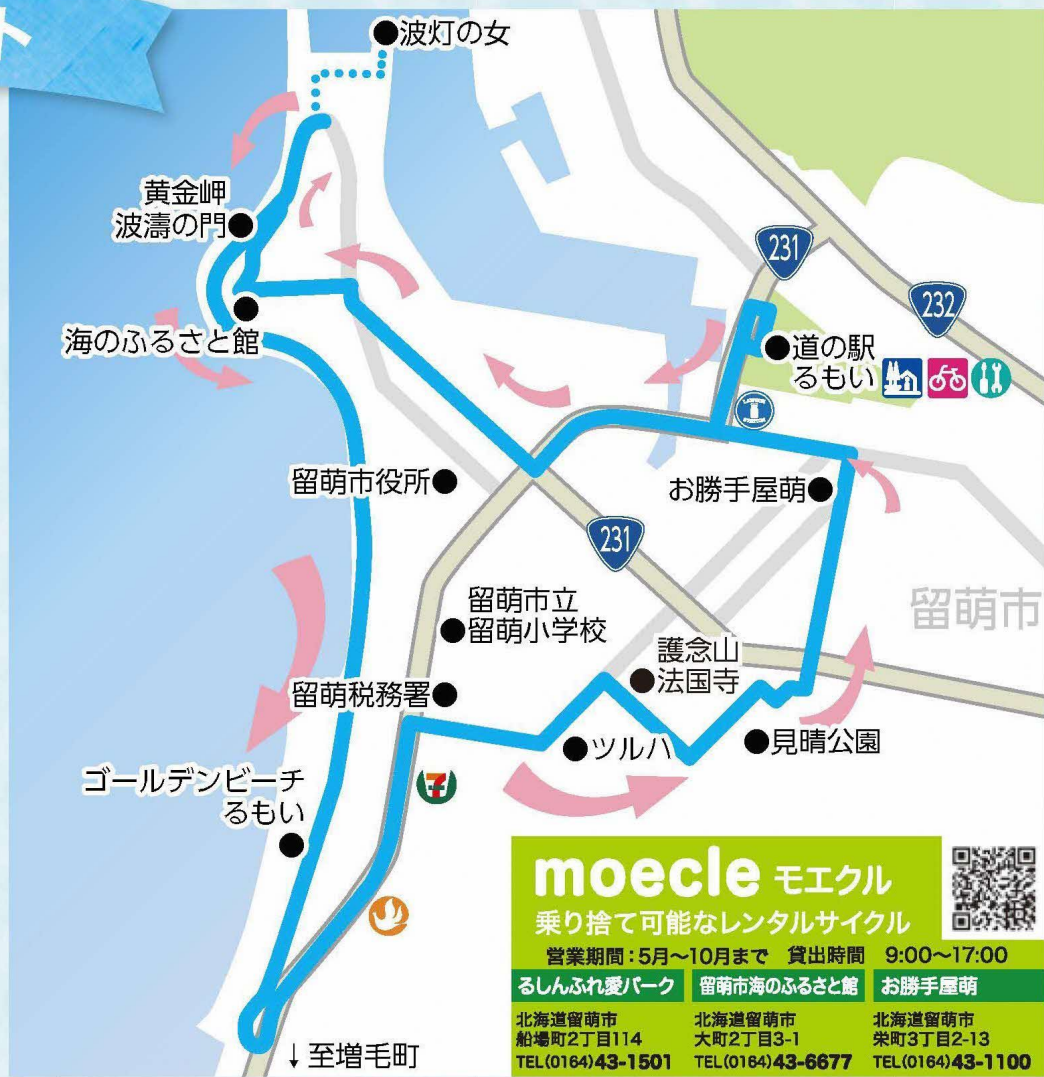 ト
波灯の女
黄金岬
波濤の門
海のふるさと館
231
232
道の駅
るもい
留萌市役所
お勝手屋萌
231
留萌市立
留萌小学校
留萌市
護念山
法国寺
留萌税務署
ツルハ
見晴公園
7
ゴールデンビーチ
るもい
↓至増毛町
moecle モエクル
乗り捨て可能なレンタルサイクル
営業期間:5月~10月まで 貸出時間 9:00~17:00
るしんふれ愛パーク
北海道留萌市
船場町2丁目114
TEL(0164)43-1501
留萌市海のふるさと館
北海道留萌市
大町2丁目3-1
TEL(0164)43-6677
お勝手屋萌
北海道留萌市
栄町3丁目2-13
TEL(0164)43-1100